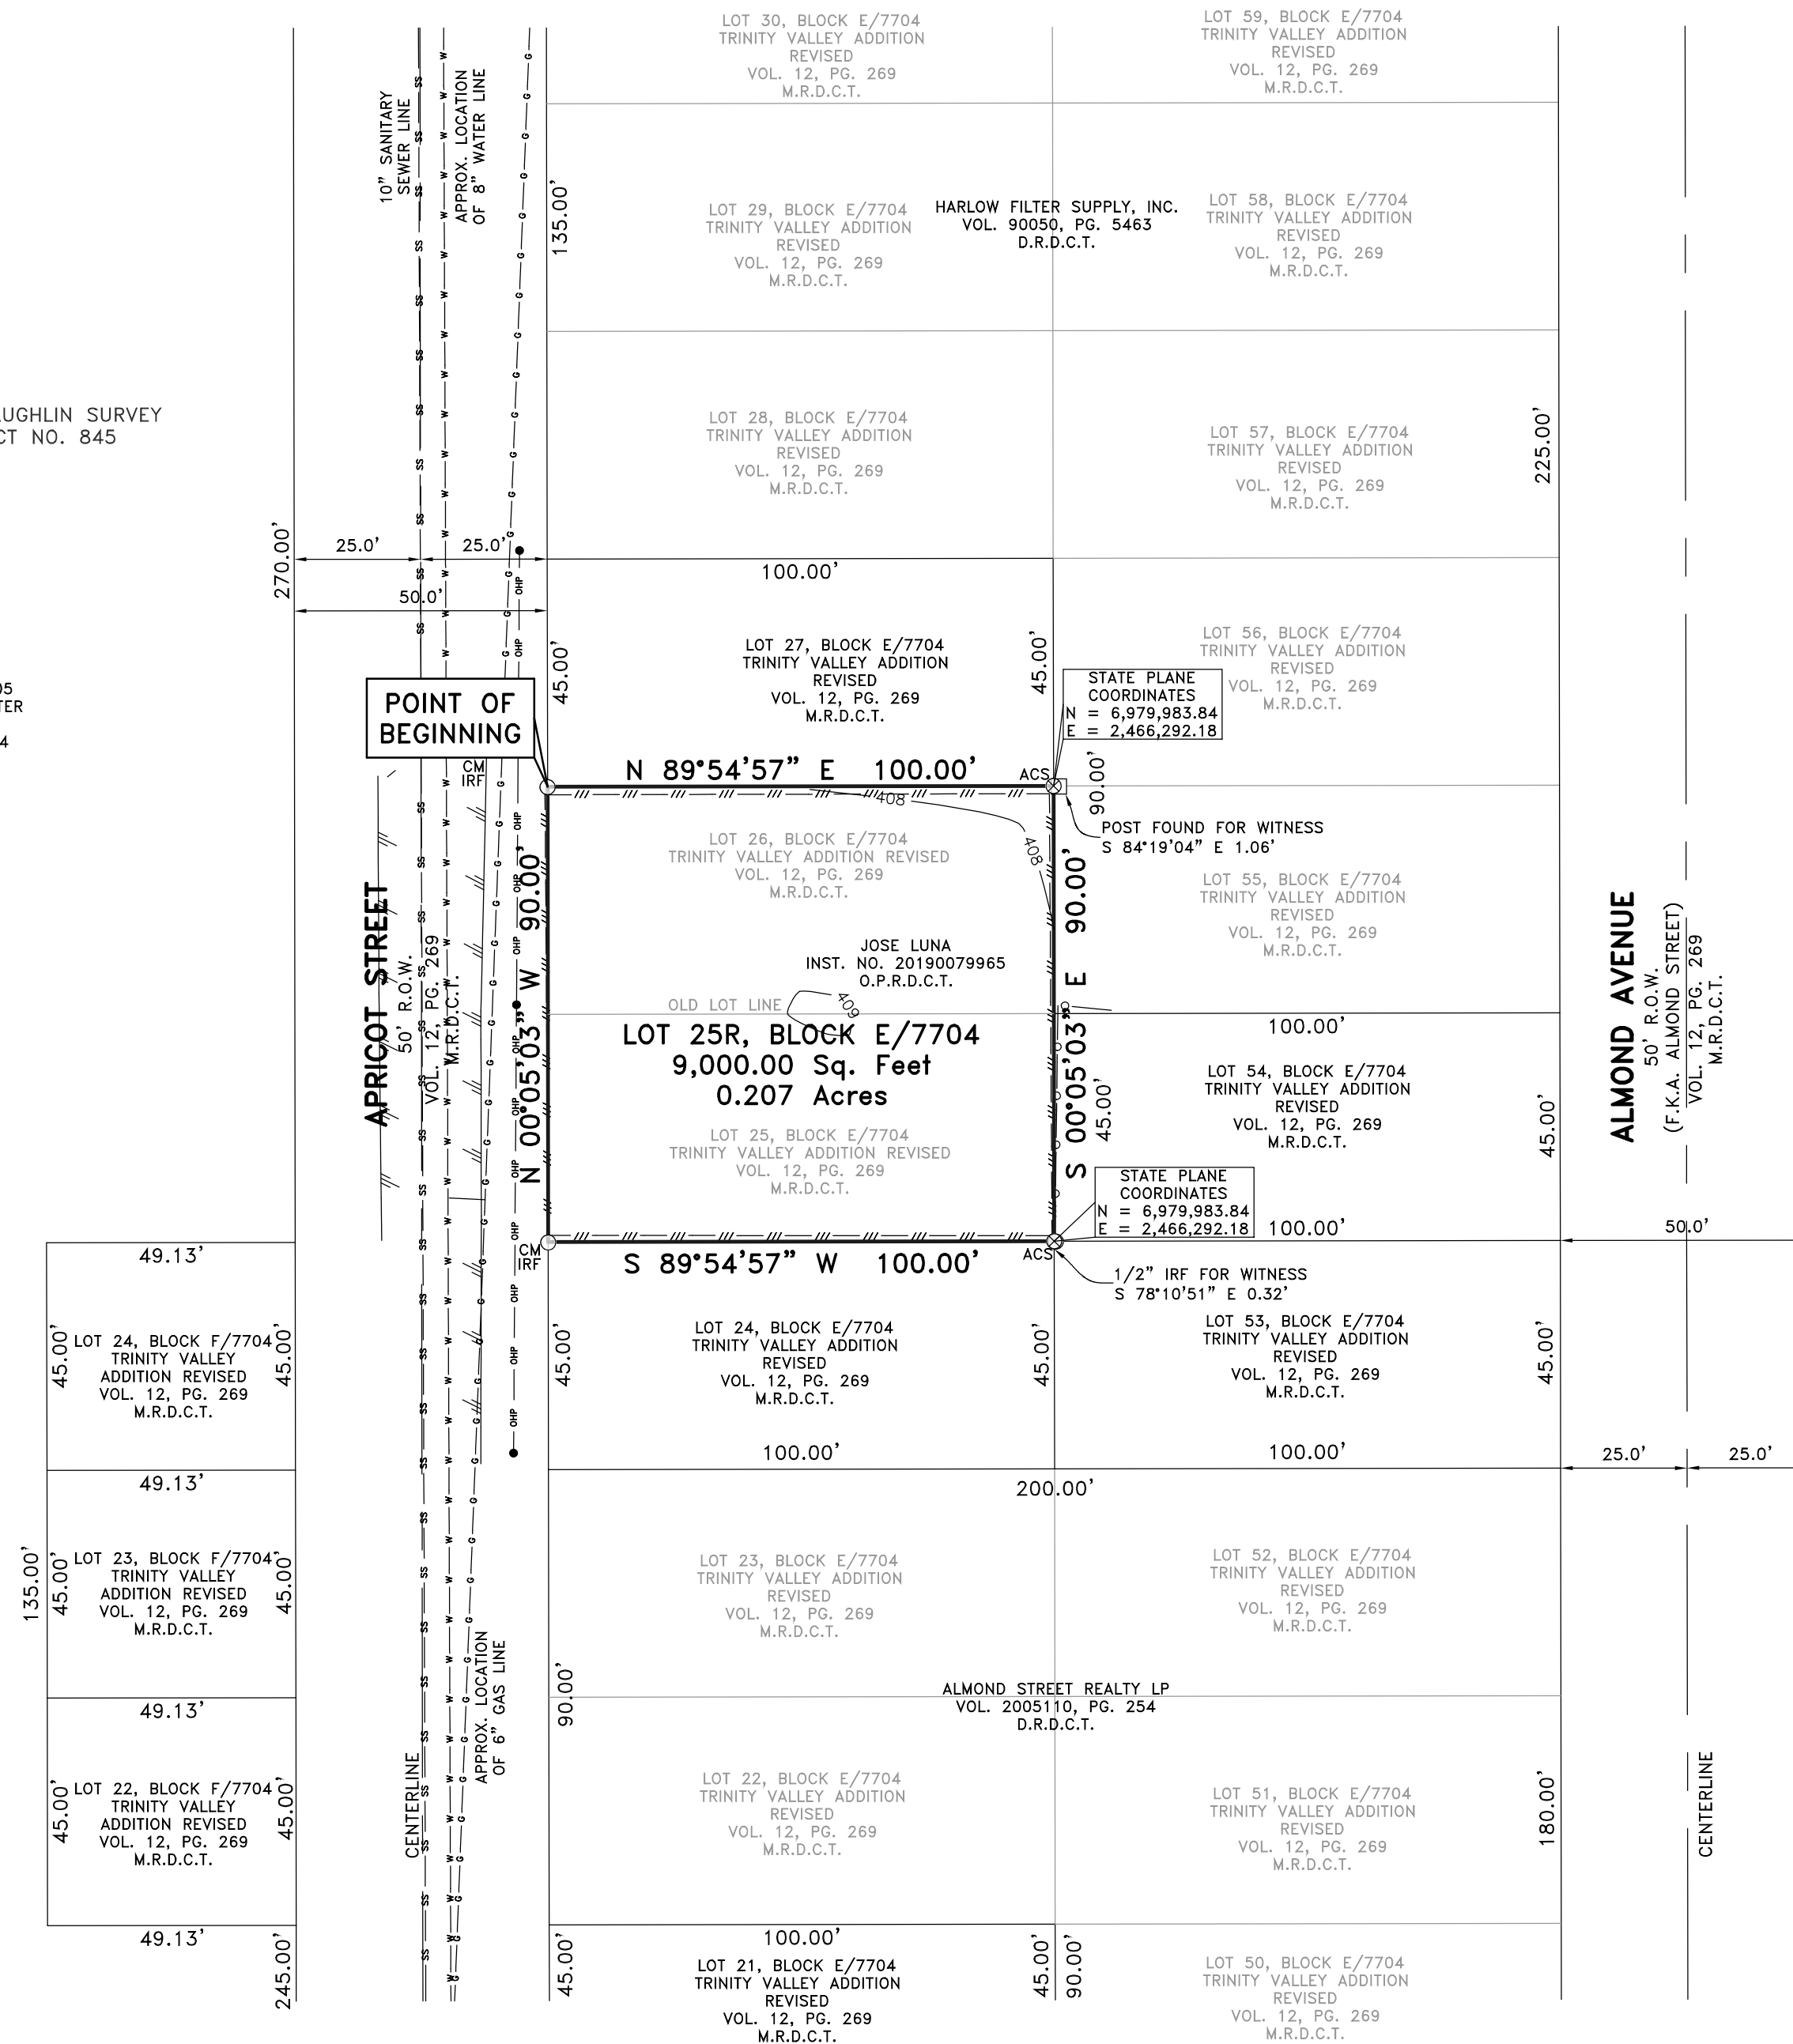 LOT 30, BLOCK E/7704
TRINITY VALLEY ADDITION
REVISED
VOL. 12, PG. 269
M.R.D.C.T.
LOT 59, BLOCK E/7704
TRINITY VALLEY ADDITION
REVISED
VOL. 12, PG. 269
M.R.D.C.T.
10" SANITARY
SEWER LINE
APPROX. LOCATION
OF 8" WATER LINE
135.00'
LOT 29, BLOCK E/7704
TRINITY VALLEY ADDITION
REVISED
VOL. 12, PG. 269
M.R.D.C.T.
HARLOW FILTER SUPPLY, INC.
VOL. 90050, PG. 5463
D.R.D.C.T.
LOT 58, BLOCK E/7704
TRINITY VALLEY ADDITION
REVISED
VOL. 12, PG. 269
M.R.D.C.T.
UGHLIN SURVEY
CT NO. 845
LOT 28, BLOCK E/7704
TRINITY VALLEY ADDITION
REVISED
VOL. 12, PG. 269
M.R.D.C.T.
LOT 57, BLOCK E/7704
TRINITY VALLEY ADDITION
REVISED
VOL. 12, PG. 269
M.R.D.C.T.
225.00'
270.00'
25.0'
25.0'
50.0'
100.00'
45.00'
LOT 27, BLOCK E/7704
TRINITY VALLEY ADDITION
REVISED
VOL. 12, PG. 269
M.R.D.C.T.
45.00'
LOT 56, BLOCK E/7704
TRINITY VALLEY ADDITION
REVISED
VOL. 12, PG. 269
M.R.D.C.T.
STATE PLANE
COORDINATES
N = 6,979,983.84
E = 2,466,292.18
05
TER
4
POINT OF
BEGINNING
CM
IRF
N 89°54'57" E 100.00'
ACS
90.00'
POST FOUND FOR WITNESS
S 84°19'04" E 1.06'
408
408
LOT 26, BLOCK E/7704
TRINITY VALLEY ADDITION REVISED
VOL. 12, PG. 269
M.R.D.C.T.
LOT 55, BLOCK E/7704
TRINITY VALLEY ADDITION
REVISED
VOL. 12, PG. 269
M.R.D.C.T.
APRICOT STREET
50' R.O.W.
VOL. 12, PG. 269
M.R.D.C.T.
N 00°05'03" W 90.00'
JOSE LUNA
INST. NO. 20190079965
O.P.R.D.C.T.
OLD LOT LINE
409
LOT 25R, BLOCK E/7704
9,000.00 Sq. Feet
0.207 Acres
LOT 25, BLOCK E/7704
TRINITY VALLEY ADDITION REVISED
VOL. 12, PG. 269
M.R.D.C.T.
S 00°05'03" E 90.00'
45.00'
100.00'
LOT 54, BLOCK E/7704
TRINITY VALLEY ADDITION
REVISED
VOL. 12, PG. 269
M.R.D.C.T.
45.00'
ALMOND AVENUE
50' R.O.W.
(F.K.A. ALMOND STREET)
VOL. 12, PG. 269
M.R.D.C.T.
STATE PLANE
COORDINATES
N = 6,979,983.84
E = 2,466,292.18
100.00'
50.0'
CM
IRF
S 89°54'57" W 100.00'
ACS
1/2" IRF FOR WITNESS
S 78°10'51" E 0.32'
49.13'
45.00'
LOT 24, BLOCK F/7704
TRINITY VALLEY
ADDITION REVISED
VOL. 12, PG. 269
M.R.D.C.T.
45.00'
45.00'
LOT 24, BLOCK E/7704
TRINITY VALLEY ADDITION
REVISED
VOL. 12, PG. 269
M.R.D.C.T.
45.00'
LOT 53, BLOCK E/7704
TRINITY VALLEY ADDITION
REVISED
VOL. 12, PG. 269
M.R.D.C.T.
45.00'
100.00'
100.00'
200.00'
25.0'
25.0'
49.13'
135.00'
45.00'
LOT 23, BLOCK F/7704
TRINITY VALLEY
ADDITION REVISED
VOL. 12, PG. 269
M.R.D.C.T.
45.00'
LOT 23, BLOCK E/7704
TRINITY VALLEY ADDITION
REVISED
VOL. 12, PG. 269
M.R.D.C.T.
LOT 52, BLOCK E/7704
TRINITY VALLEY ADDITION
REVISED
VOL. 12, PG. 269
M.R.D.C.T.
APPROX. LOCATION
OF 6" GAS LINE
90.00'
ALMOND STREET REALTY LP
VOL. 2005110, PG. 254
D.R.D.C.T.
49.13'
45.00'
LOT 22, BLOCK F/7704
TRINITY VALLEY
ADDITION REVISED
VOL. 12, PG. 269
M.R.D.C.T.
45.00'
CENTERLINE
LOT 22, BLOCK E/7704
TRINITY VALLEY ADDITION
REVISED
VOL. 12, PG. 269
M.R.D.C.T.
LOT 51, BLOCK E/7704
TRINITY VALLEY ADDITION
REVISED
VOL. 12, PG. 269
M.R.D.C.T.
180.00'
CENTERLINE
49.13'
245.00'
100.00'
45.00'
LOT 21, BLOCK E/7704
TRINITY VALLEY ADDITION
REVISED
VOL. 12, PG. 269
M.R.D.C.T.
45.00'
90.00'
LOT 50, BLOCK E/7704
TRINITY VALLEY ADDITION
REVISED
VOL. 12, PG. 269
M.R.D.C.T.